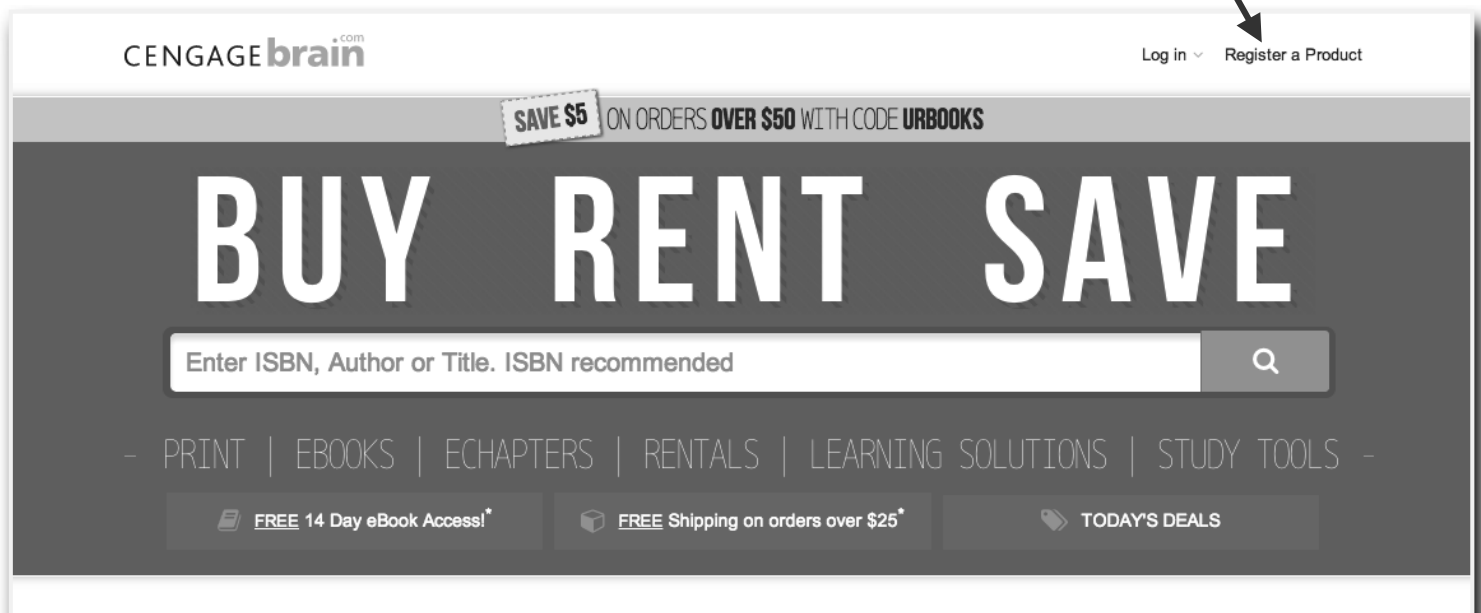 CENGAGEbrain.com
Log in Register a Product
SAVE $5 ON ORDERS OVER $50 WITH CODE URBOOKS
BUY RENT SAVE
Enter ISBN, Author or Title. ISBN recommended
- PRINT | EBOOKS | ECHAPTERS | RENTALS | LEARNING SOLUTIONS | STUDY TOOLS -
FREE 14 Day eBook Access!* FREE Shipping on orders over $25* TODAY'S DEALS